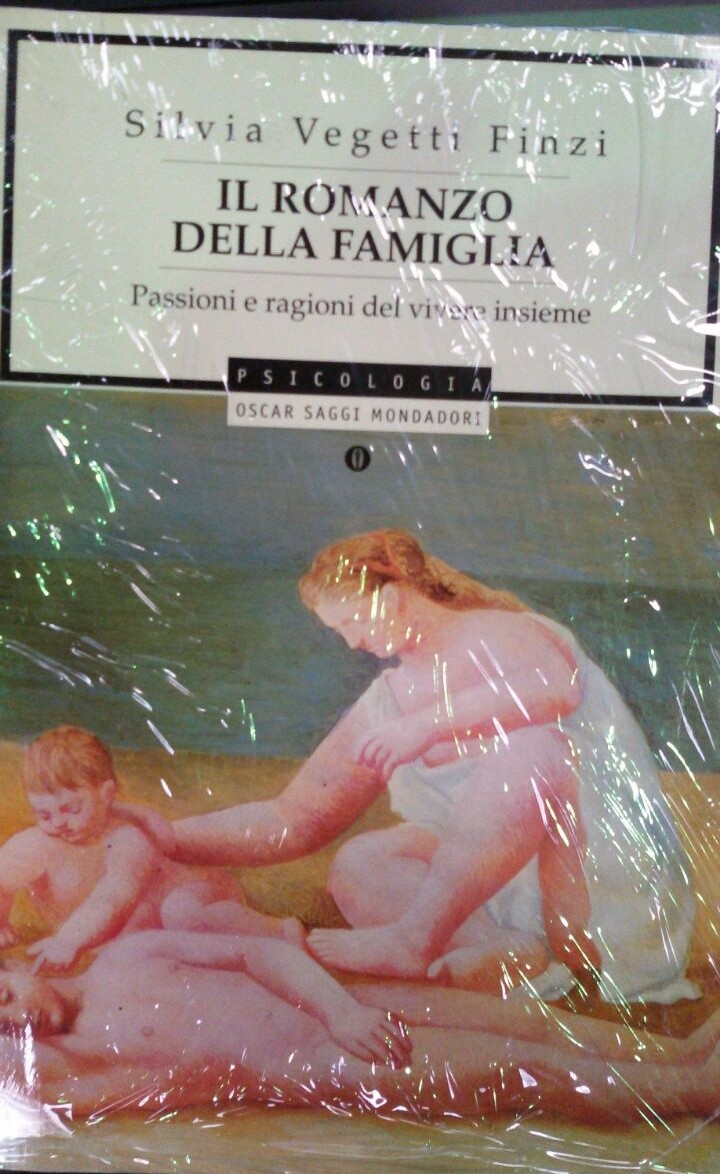 Silvia Vegetti Finzi
IL ROMANZO
DELLA FAMIGLIA
Passioni e ragioni del vivere insieme
PSICOLOGIA
OSCAR SAGGI MONDADORI